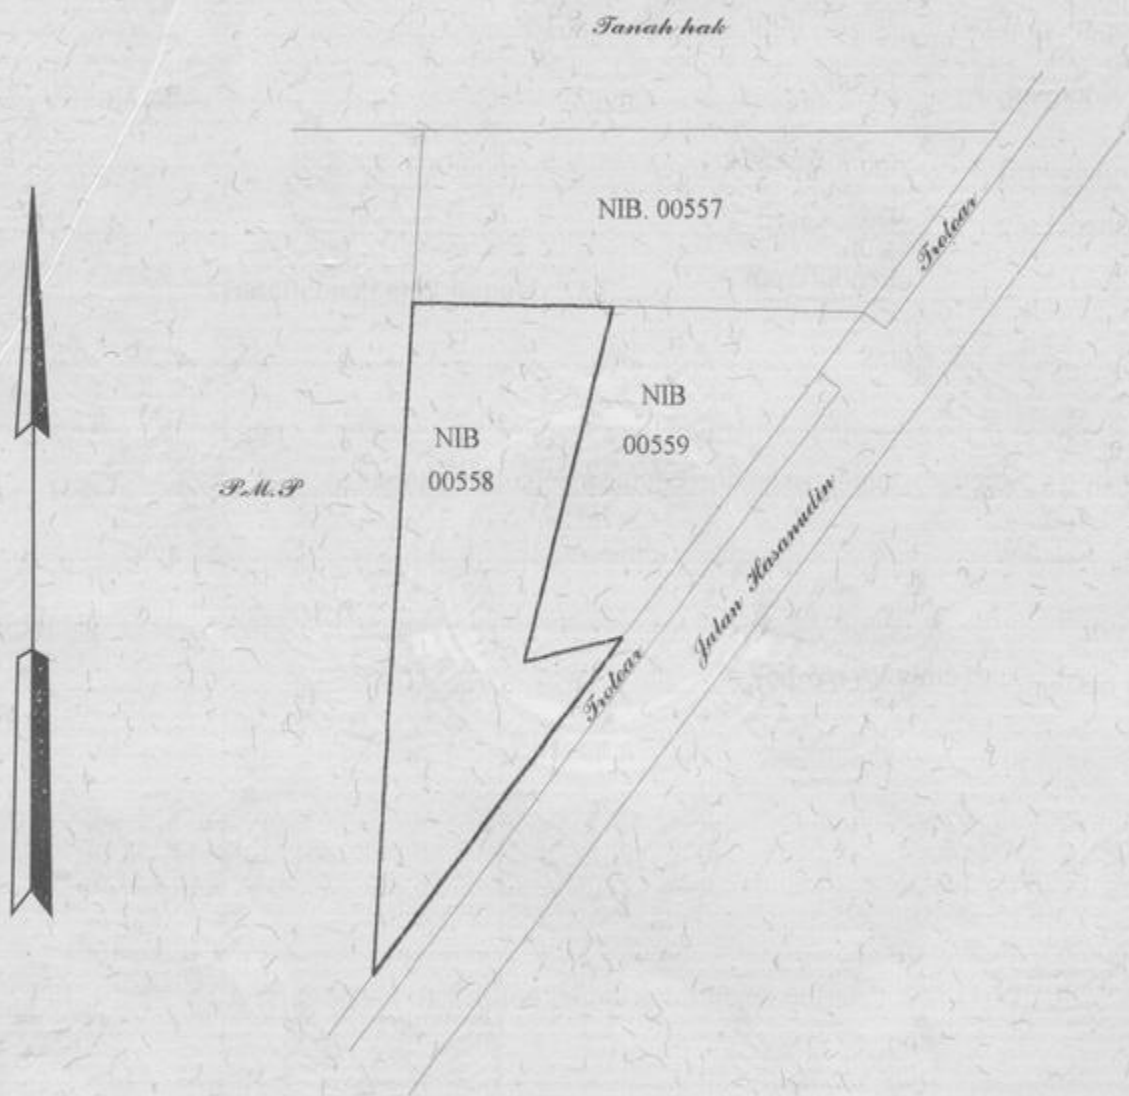 Tanah hak
NIB. 00557
Trotoar
NIB
00559
NIB
00558
P.M.P
Jalan Hasanudin
Trotoar